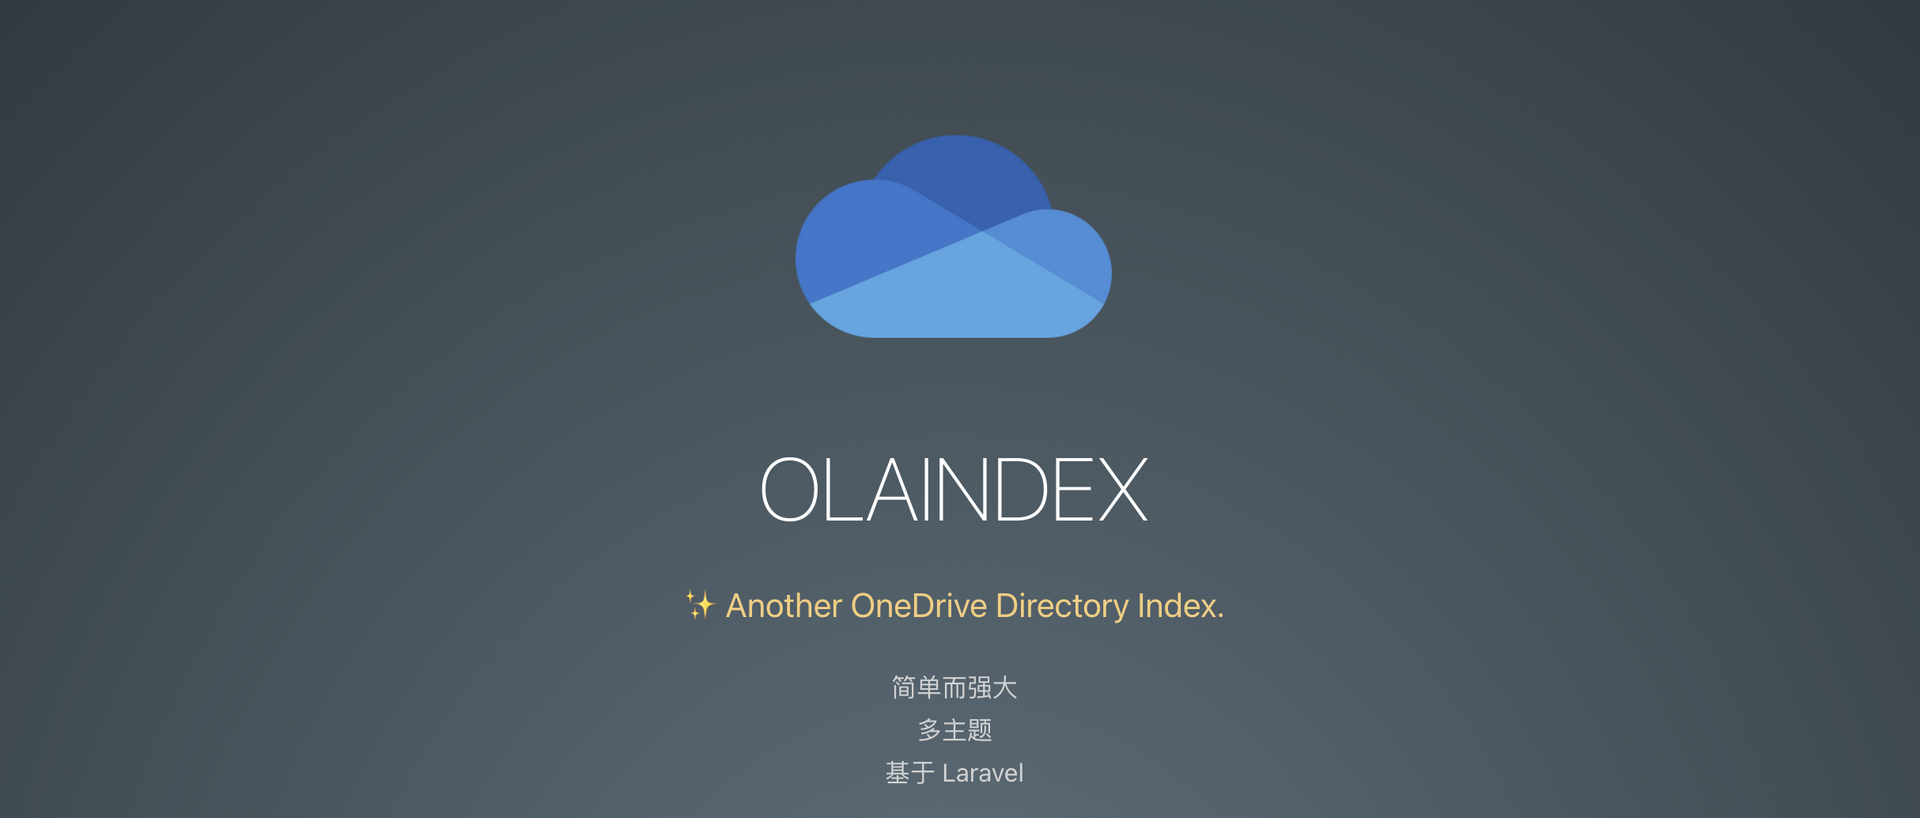 OLAINDEX
✨ Another OneDrive Directory Index.
简单而强大
多主题
基于 Laravel